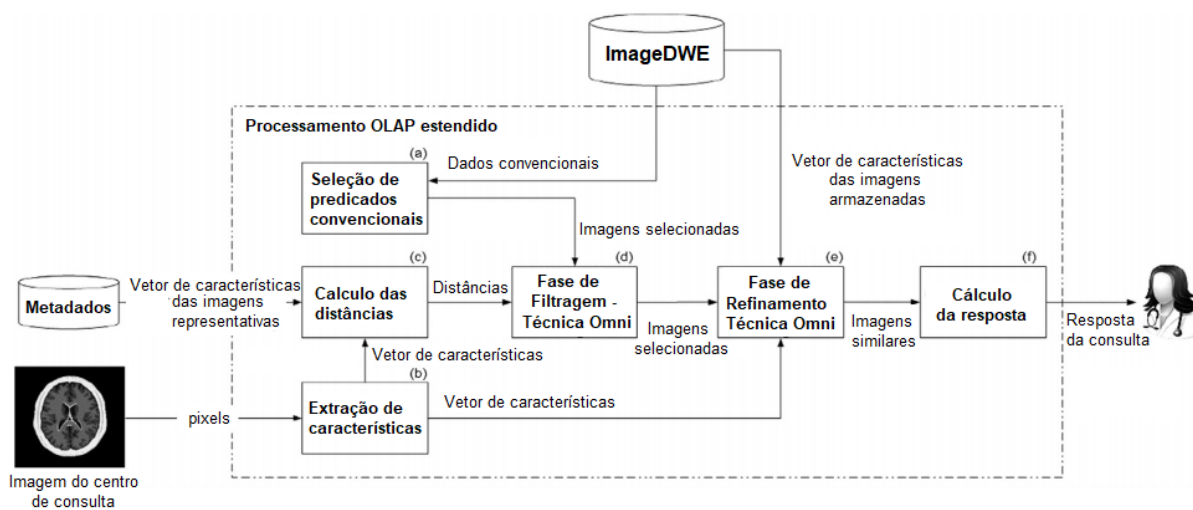 ImageDWE
Processamento OLAP estendido
(a)
Seleção de
predicados
convencionais
Dados convencionais
Vetor de características
das imagens
armazenadas
Imagens selecionadas
Metadados
Vetor de características
das imagens
representativas
(c)
Calculo das
distâncias
Distâncias
(d)
Fase de
Filtragem -
Técnica Omni
Imagens
selecionadas
(e)
Fase de
Refinamento
Técnica Omni
Imagens
similares
(f)
Cálculo
da resposta
Resposta
da consulta
Vetor de características
(b)
Extração de
características
Vetor de características
pixels
Imagem do centro
de consulta